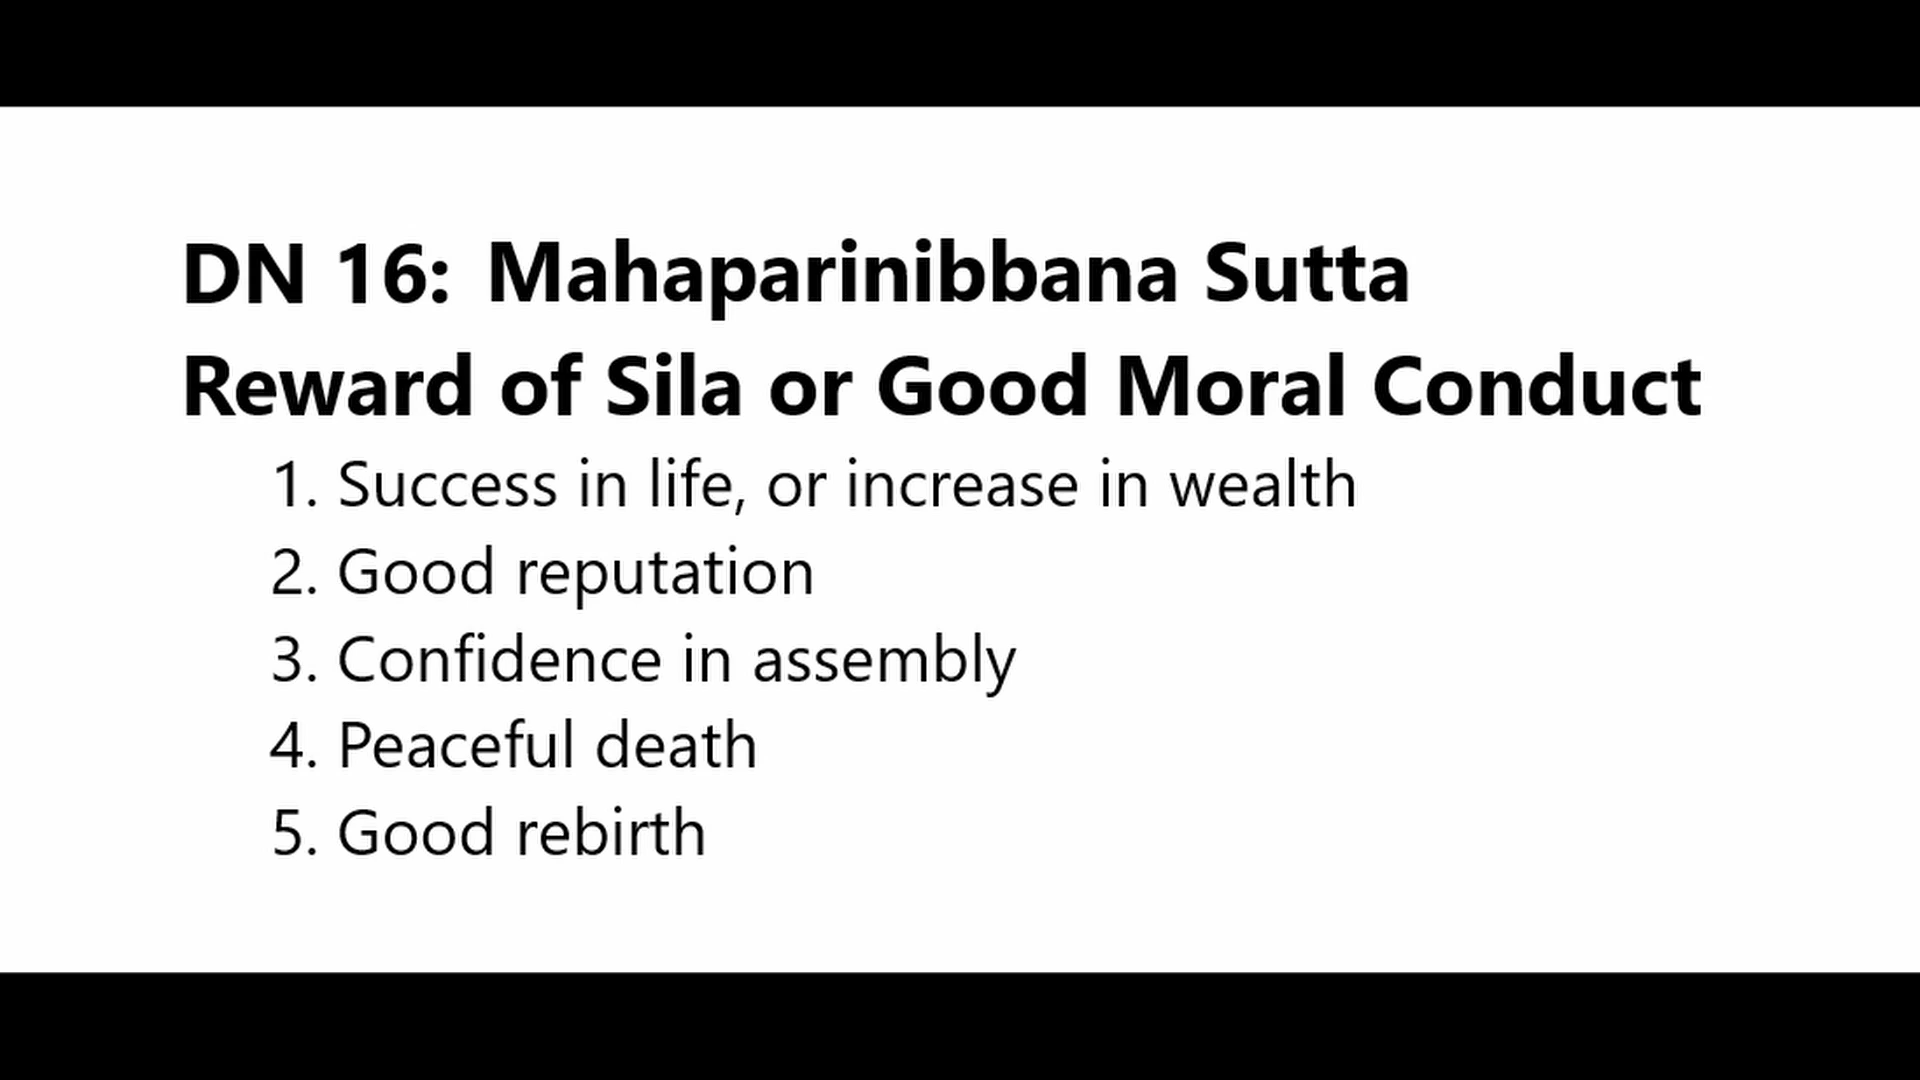 DN 16: Mahaparinibbana Sutta
Reward of Sila or Good Moral Conduct
1. Success in life, or increase in wealth
2. Good reputation
3. Confidence in assembly
4. Peaceful death
5. Good rebirth